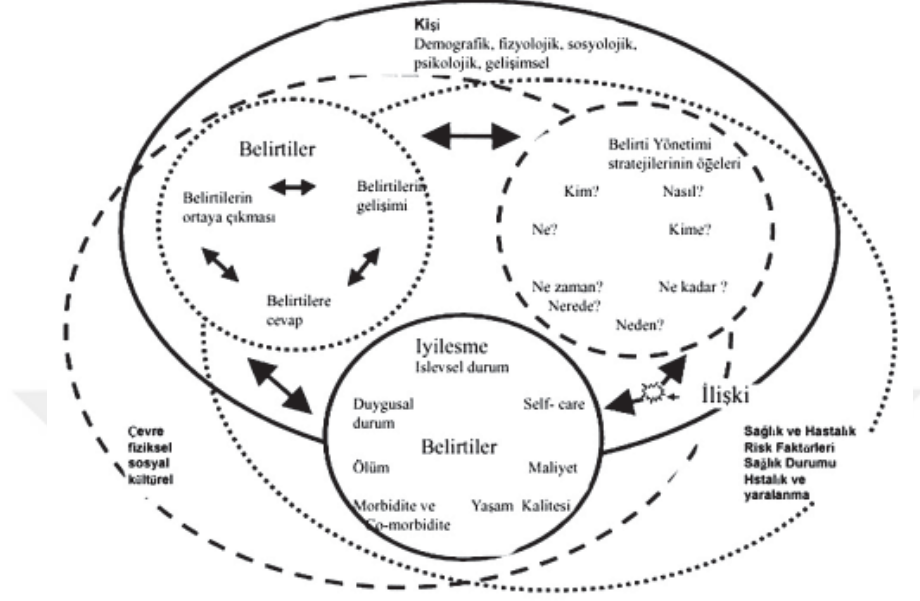 Kişi
Demografik, fizyolojik, sosyolojik,
psikolojik, gelişimsel
Belirtiler
Belirtilerin
ortaya çıkması
Belirtilerin
gelişimi
Belirtilere
cevap
Belirti Yönetimi
stratejilerinin öğeleri
Kim?
Nasıl?
Ne?
Kime?
Ne zaman?
Nerede?
Ne kadar ?
Neden?
Iyilesme
Islevsel durum
Duygusal
durum
Self- care
Belirtiler
Ölüm
Maliyet
Morbidite ve
Co-morbidite
Yaşam Kalitesi
İlişki
Çevre
fiziksel
sosyal
kültürel
Sağlık ve Hastalık
Risk Faktörleri
Sağlık Durumu
Hstalık ve
yaralanma